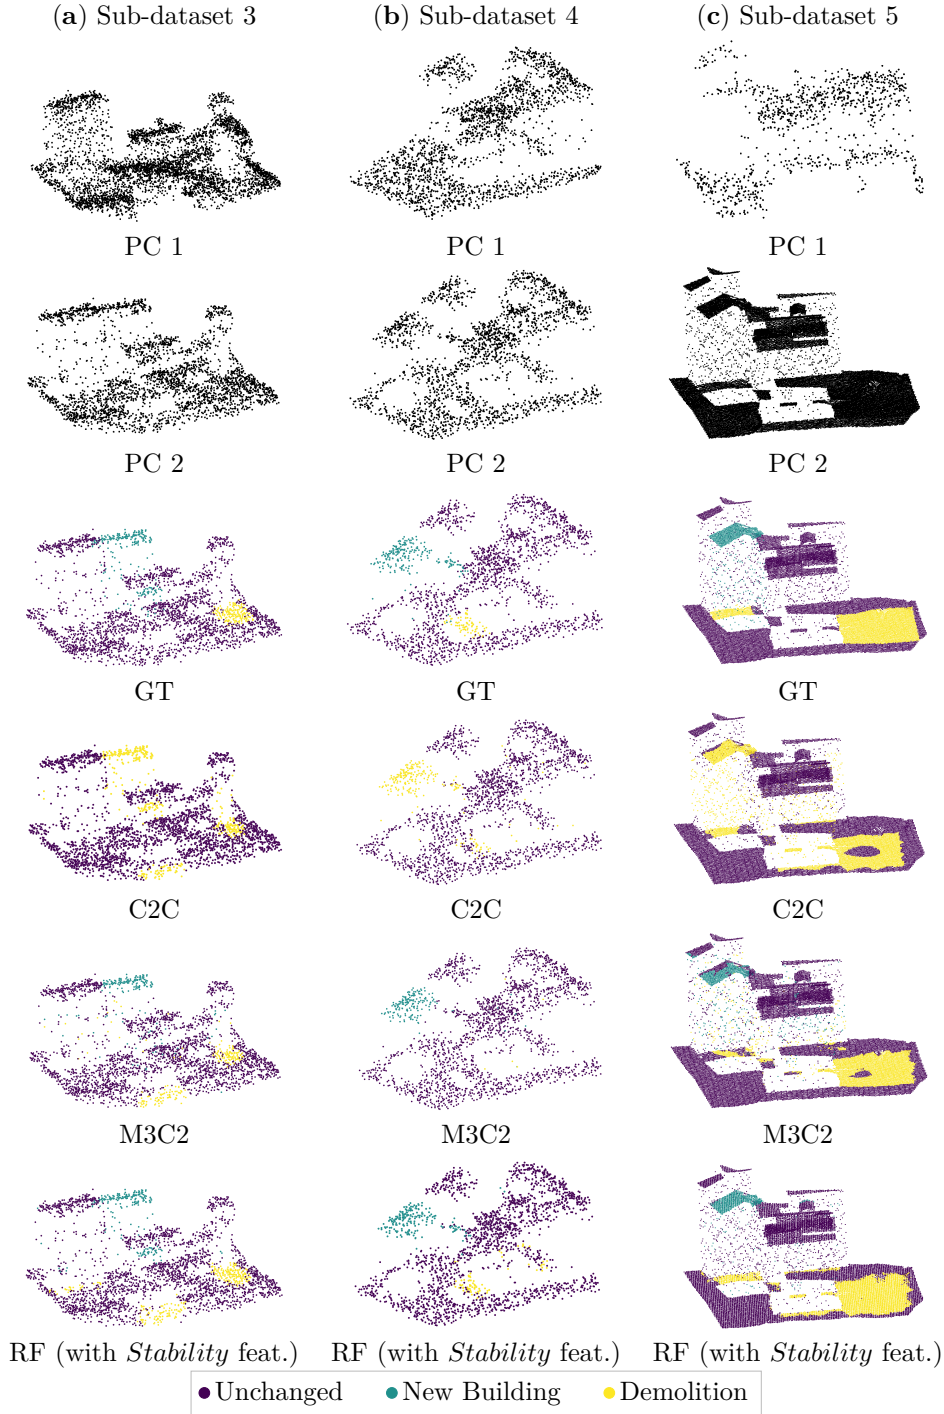 (a) Sub-dataset 3 (b) Sub-dataset 4 (c) Sub-dataset 5
PC 1 PC 1 PC 1
PC 2 PC 2 PC 2
GT GT GT
C2C C2C C2C
M3C2 M3C2 M3C2
RF (with Stability feat.) RF (with Stability feat.) RF (with Stability feat.)
Unchanged New Building Demolition